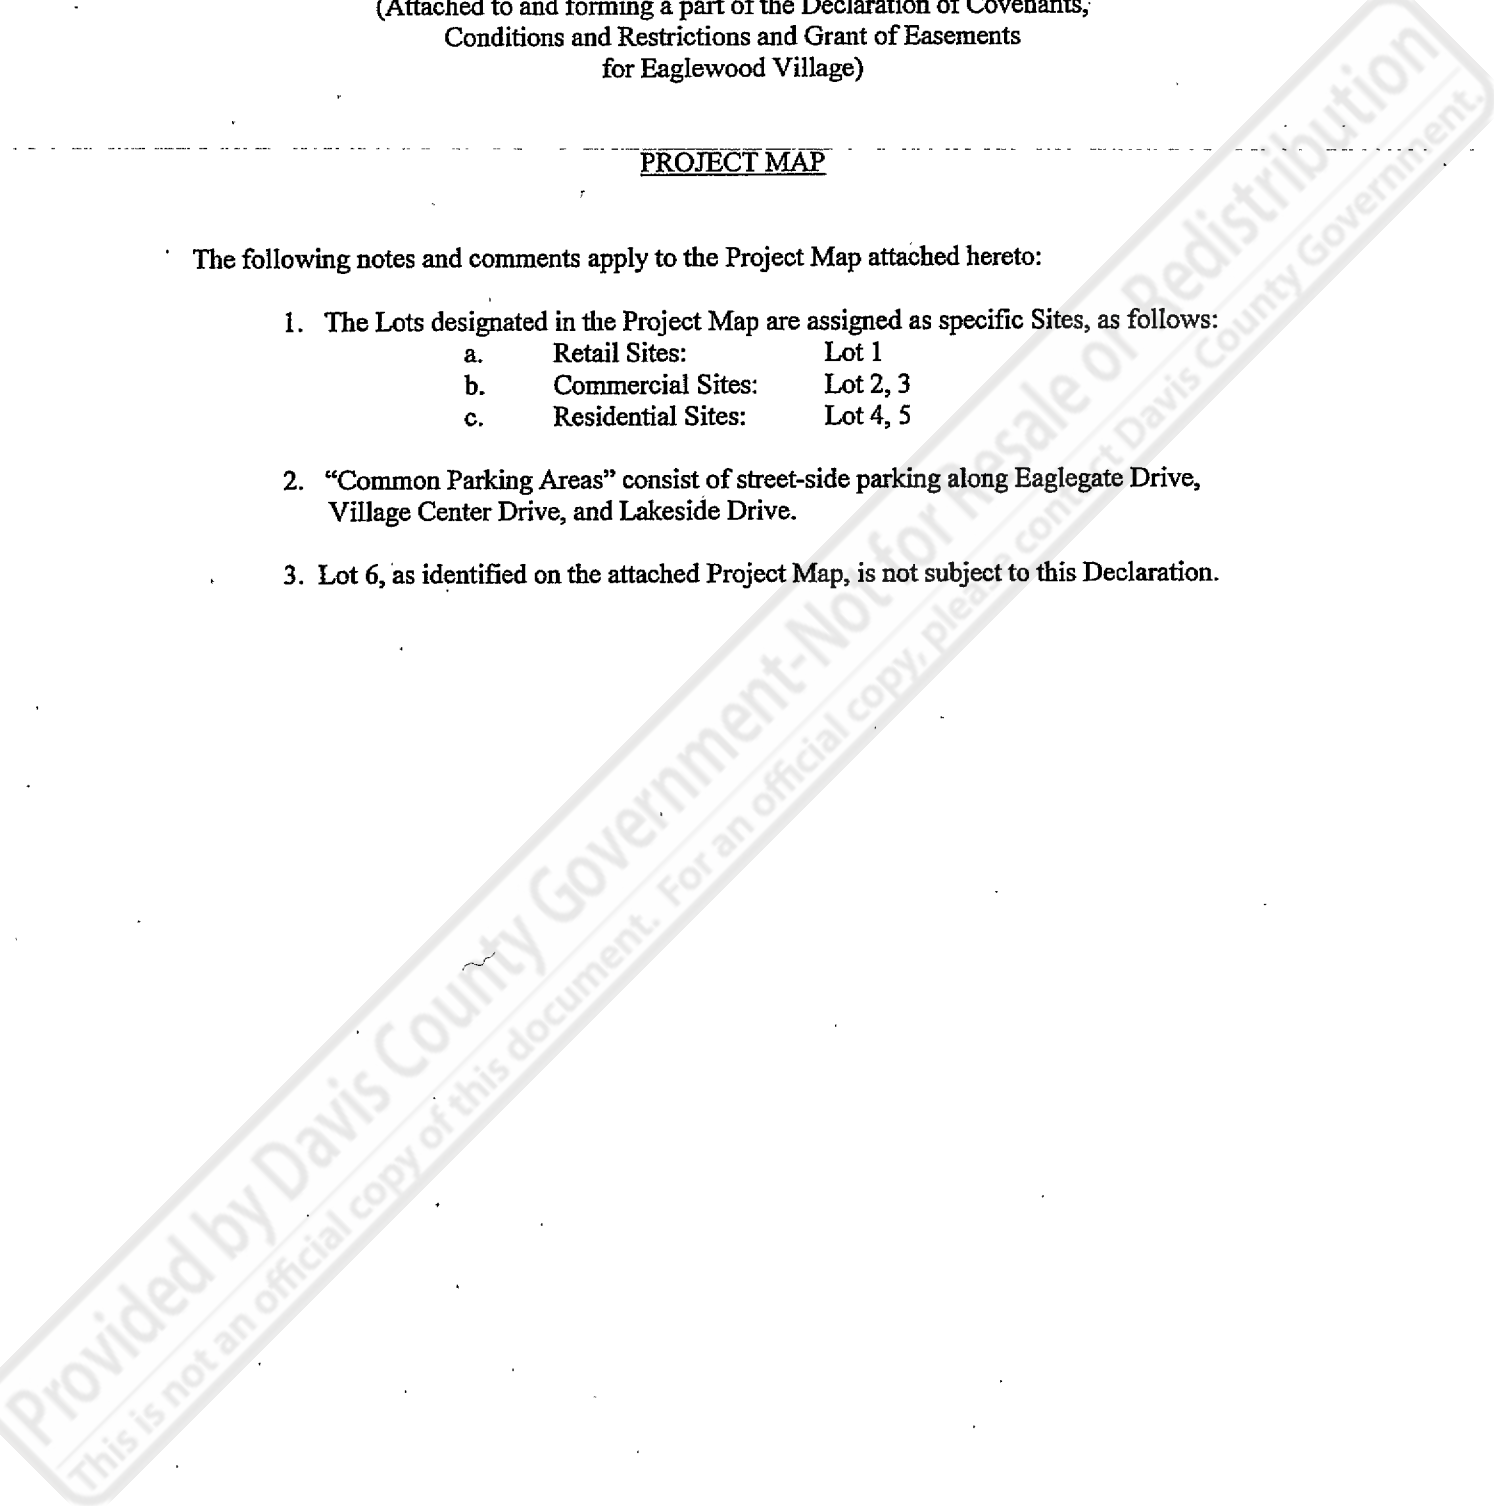 (Attached to and forming a part of the Declaration of Covenants,
Conditions and Restrictions and Grant of Easements
for Eaglewood Village)
PROJECT MAP
The following notes and comments apply to the Project Map attached hereto:
1. The Lots designated in the Project Map are assigned as specific Sites, as follows:
a. Retail Sites: Lot 1
b. Commercial Sites: Lot 2, 3
c. Residential Sites: Lot 4, 5
2. “Common Parking Areas” consist of street-side parking along Eaglegate Drive,
Village Center Drive, and Lakeside Drive.
3. Lot 6, as identified on the attached Project Map, is not subject to this Declaration.
Provided by Davis County Government-Not for Resale or Redistribution
This is not an official copy of this document. For an official copy, please contact Davis County Government.